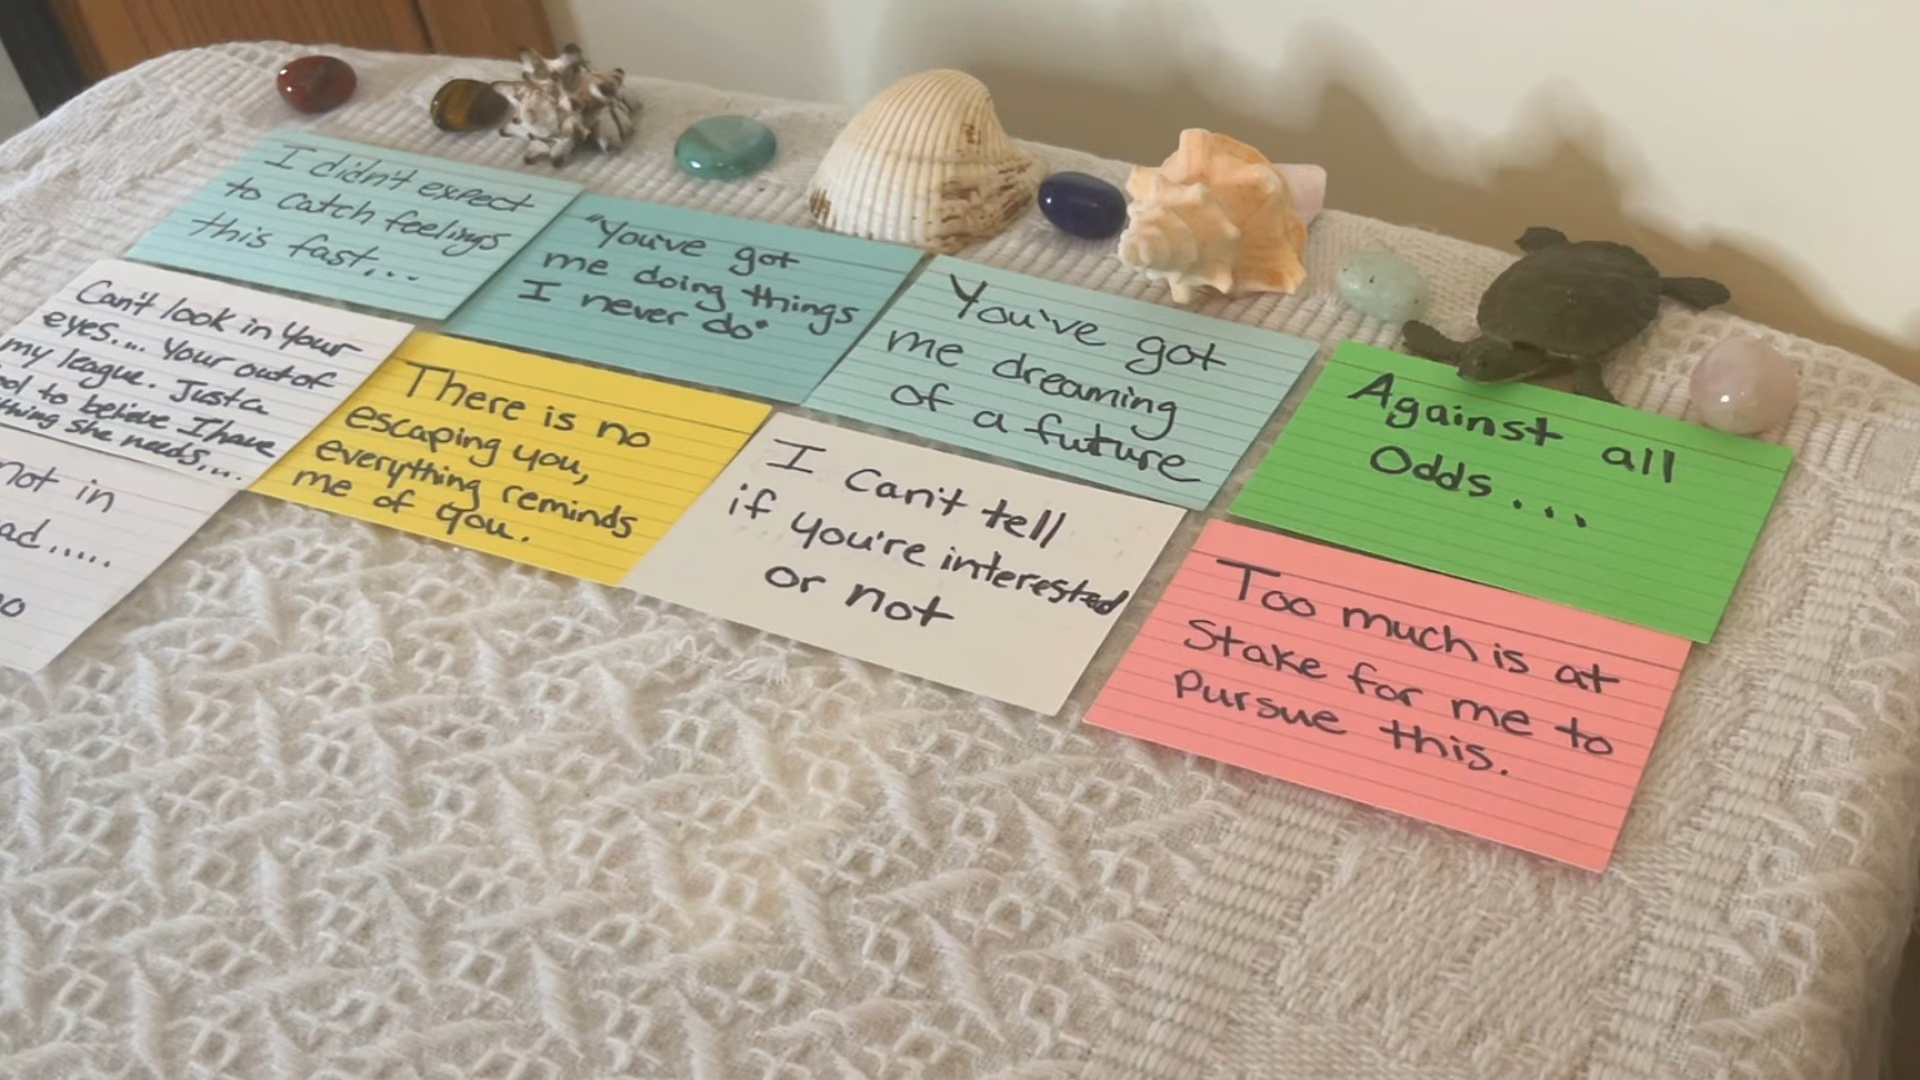 I didn't expect
to catch feelings
this fast....
"You've got
me doing things
I never do"
You've got
me dreaming
of a future
Against all
Odds...
Can't look in your
eyes.... Your out of
my league. Just a
to believe I have
she needs....
There is no
escaping you,
everything reminds
me of you.
I can't tell
if you're interested
or not
Too much is at
Stake for me to
Pursue this.
not in